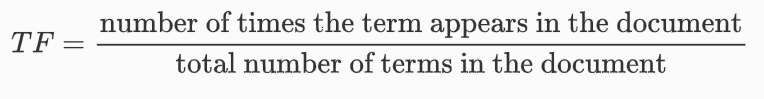 TF = number of times the term appears in the document
total number of terms in the document